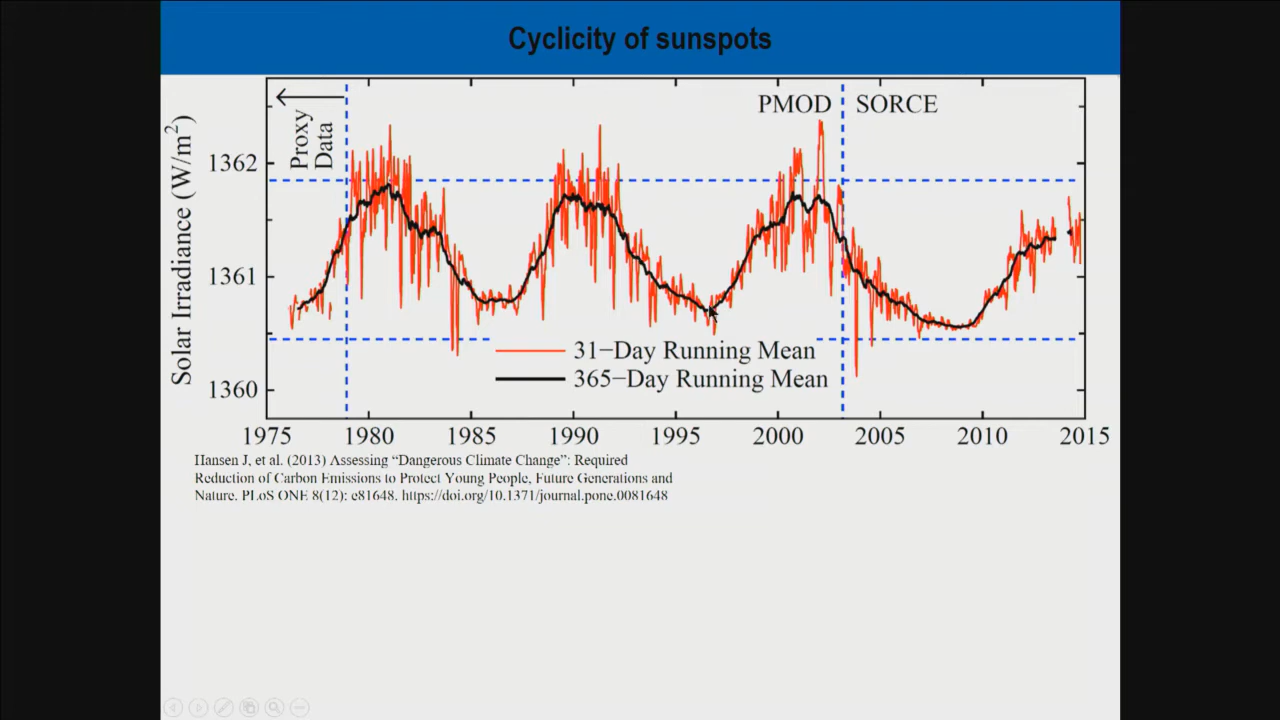 Cyclicity of sunspots
PMOD
SORCE
Proxy
Data
Solar Irradiance (W/m²)
1362
1361
1360
31−Day Running Mean
365−Day Running Mean
1975
1980
1985
1990
1995
2000
2005
2010
2015
Hansen J, et al. (2013) Assessing “Dangerous Climate Change”: Required
Reduction of Carbon Emissions to Protect Young People, Future Generations and
Nature. PLoS ONE 8(12): e81648. https://doi.org/10.1371/journal.pone.0081648